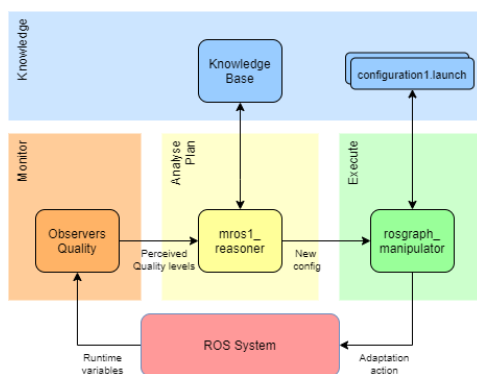 Knowledge
Knowledge
Base
configuration1.launch
Monitor
Analyse
Plan
Execute
Observers
Quality
mros1_
reasoner
rosgraph_
manipulator
Perceived
Quality levels
New
config
ROS System
Runtime
variables
Adaptation
action